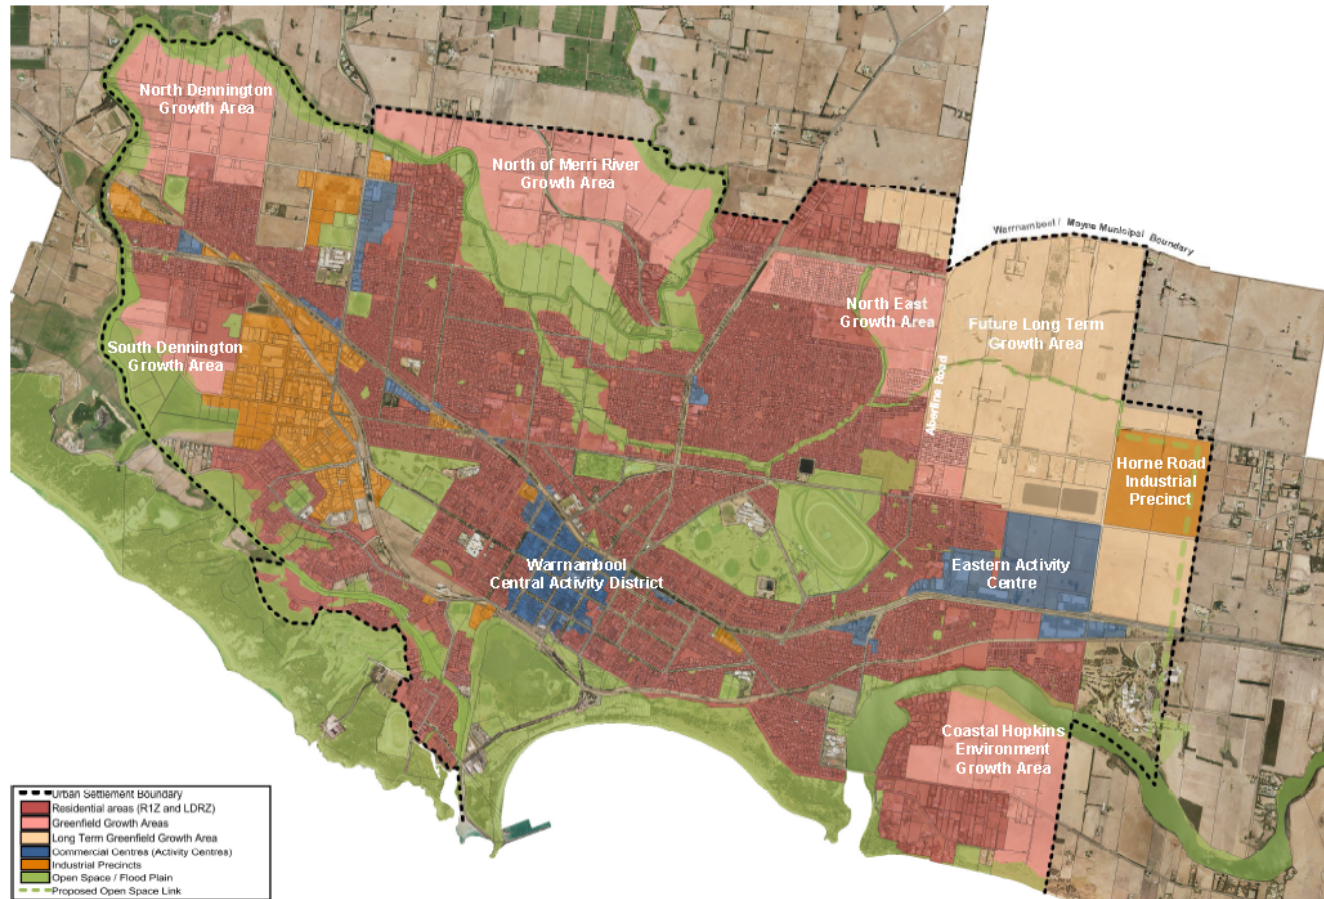 North Dennington
Growth Area
North of Merri River
Growth Area
Warrnambool / Moyne Municipal Boundary
North East
Growth Area
Future Long Term
Growth Area
South Dennington
Growth Area
Aberline Road
Horne Road
Industrial
Precinct
Warrnambool
Central Activity District
Eastern Activity
Centre
Coastal Hopkins
Environment
Growth Area
Urban Settlement Boundary
Residential areas (R1Z and LDRZ)
Greenfield Growth Areas
Long Term Greenfield Growth Area
Commercial Centres (Activity Centres)
Industrial Precincts
Open Space / Flood Plain
Proposed Open Space Link